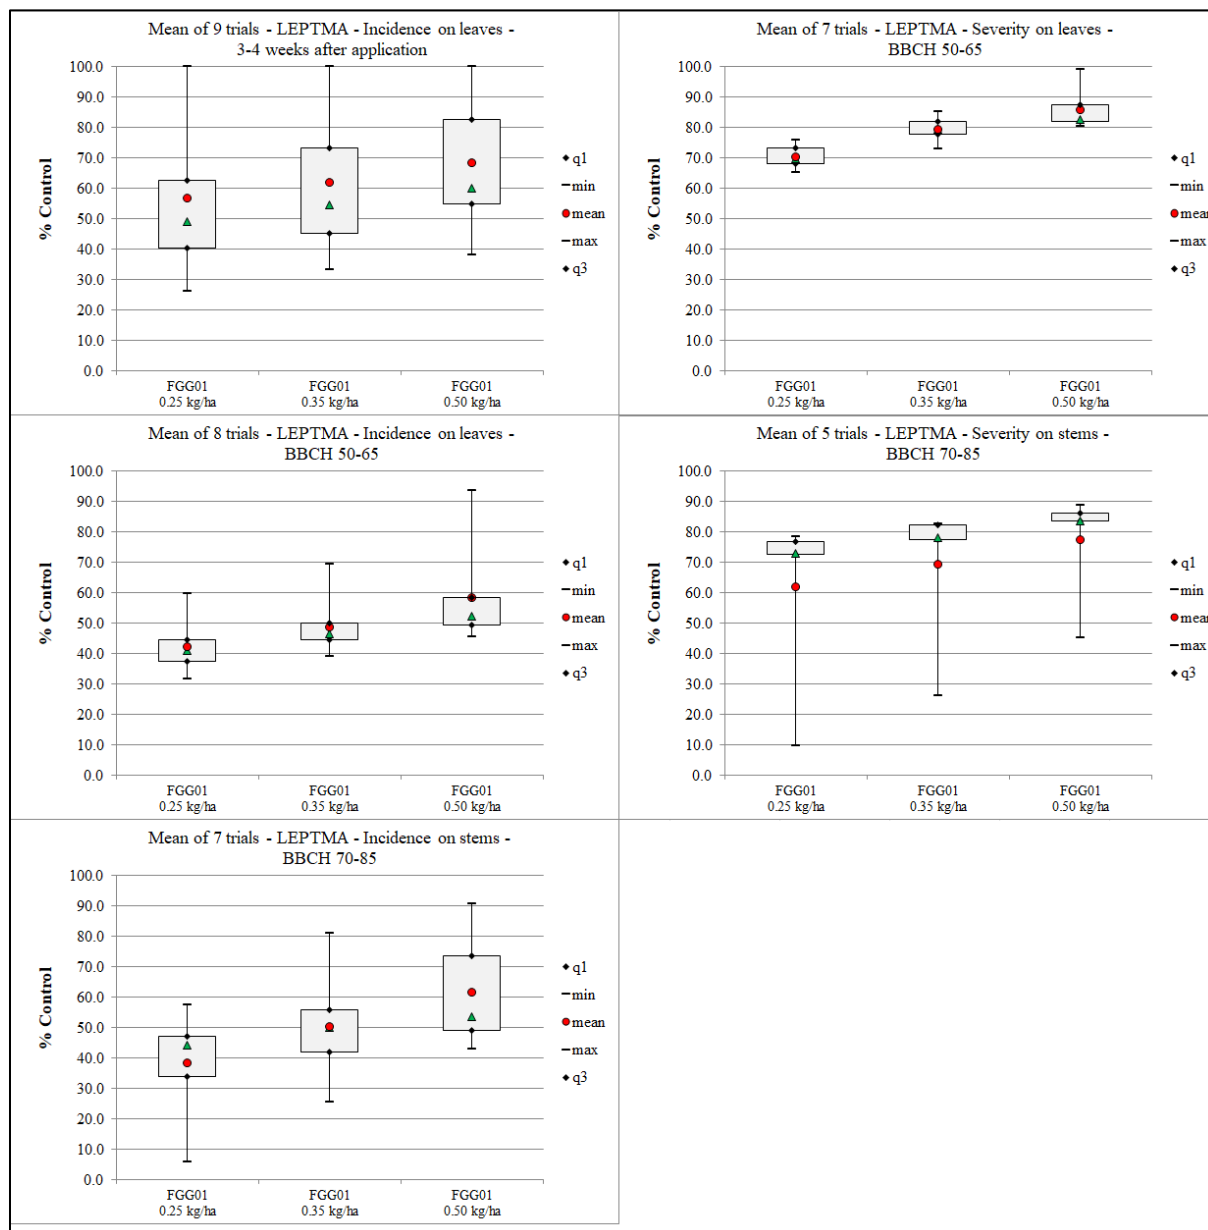 Mean of 9 trials - LEPTMA - Incidence on leaves -
3-4 weeks after application
100.0
90.0
80.0
70.0
60.0
50.0
40.0
30.0
20.0
10.0
0.0
% Control
FGG01
0.25 kg/ha
FGG01
0.35 kg/ha
FGG01
0.50 kg/ha
q1
min
mean
max
q3
Mean of 7 trials - LEPTMA - Severity on leaves -
BBCH 50-65
100.0
90.0
80.0
70.0
60.0
50.0
40.0
30.0
20.0
10.0
0.0
% Control
FGG01
0.25 kg/ha
FGG01
0.35 kg/ha
FGG01
0.50 kg/ha
q1
min
mean
max
q3
Mean of 8 trials - LEPTMA - Incidence on leaves -
BBCH 50-65
100.0
90.0
80.0
70.0
60.0
50.0
40.0
30.0
20.0
10.0
0.0
% Control
FGG01
0.25 kg/ha
FGG01
0.35 kg/ha
FGG01
0.50 kg/ha
q1
min
mean
max
q3
Mean of 5 trials - LEPTMA - Severity on stems -
BBCH 70-85
100.0
90.0
80.0
70.0
60.0
50.0
40.0
30.0
20.0
10.0
0.0
% Control
FGG01
0.25 kg/ha
FGG01
0.35 kg/ha
FGG01
0.50 kg/ha
q1
min
mean
max
q3
Mean of 7 trials - LEPTMA - Incidence on stems -
BBCH 70-85
100.0
90.0
80.0
70.0
60.0
50.0
40.0
30.0
20.0
10.0
0.0
% Control
FGG01
0.25 kg/ha
FGG01
0.35 kg/ha
FGG01
0.50 kg/ha
q1
min
mean
max
q3